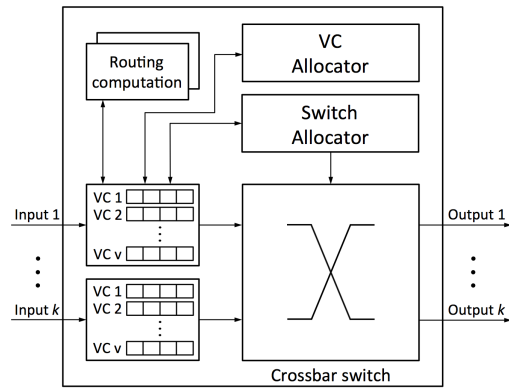 Routing
computation
VC
Allocator
Switch
Allocator
Input 1
VC 1
VC 2
VC v
Output 1
Input k
VC 1
VC 2
VC v
Output k
Crossbar switch